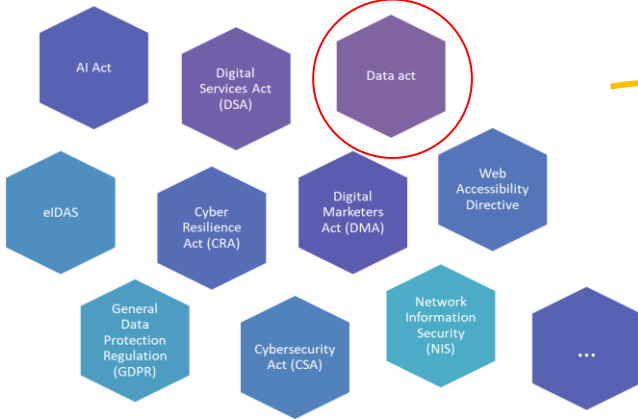 AI Act
Digital
Services Act
(DSA)
Data act
eIDAS
Cyber
Resilience
Act (CRA)
Digital
Marketers
Act (DMA)
Web
Accessibility
Directive
General
Data
Protection
Regulation
(GDPR)
Cybersecurity
Act (CSA)
Network
Information
Security
(NIS)
...